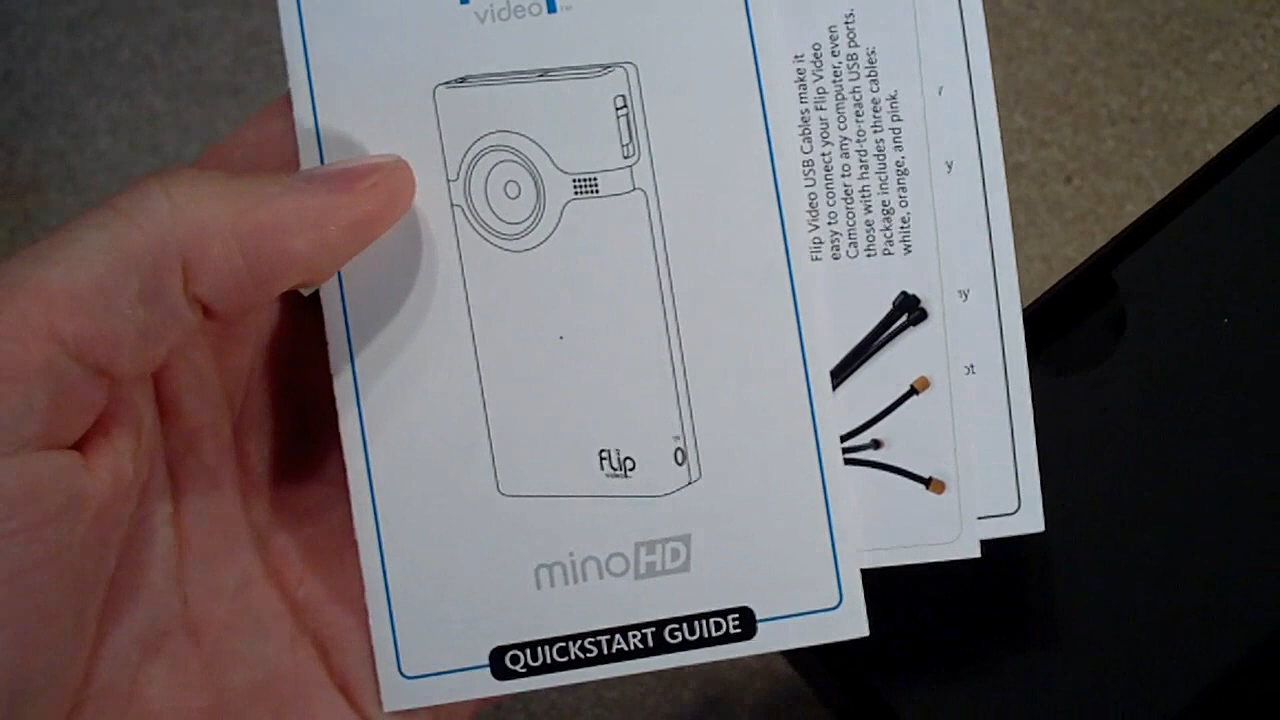 video™
flip
VIDEO
minoHD
QUICKSTART GUIDE
Flip Video USB Cables make it
easy to connect your Flip Video
Camcorder to any computer, even
those with hard-to-reach USB ports.
Package includes three cables:
white, orange, and pink.